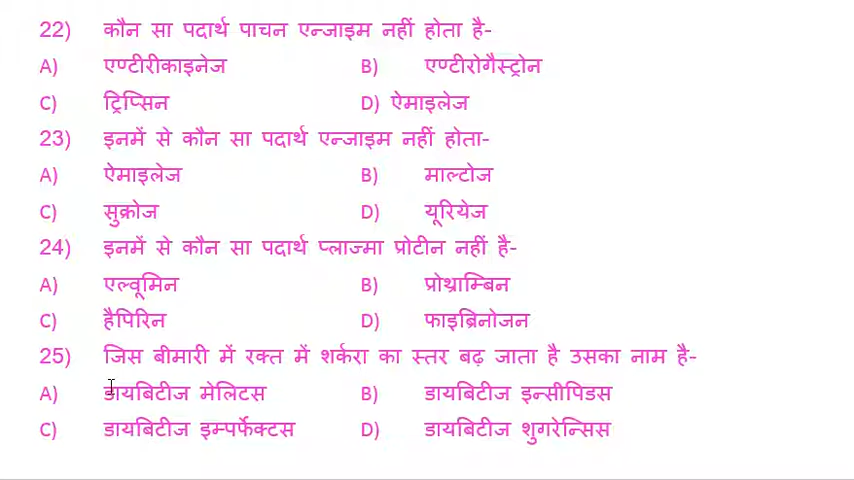 22) कौन सा पदार्थ पाचन एन्जाइम नहीं होता है-
A) एण्टीरीकाइनेज B) एण्टीरोगैस्ट्रोन
C) ट्रिप्सिन D) ऐमाइलेज
23) इनमें से कौन सा पदार्थ एन्जाइम नहीं होता-
A) ऐमाइलेज B) माल्टोज
C) सुक्रोज D) यूरियेज
24) इनमें से कौन सा पदार्थ प्लाज्मा प्रोटीन नहीं है-
A) एल्वूमिन B) प्रोथ्राम्बिन
C) हैपिरिन D) फाइब्रिनोजन
25) जिस बीमारी में रक्त में शर्करा का स्तर बढ़ जाता है उसका नाम है-
A) डायबिटीज मेलिटस B) डायबिटीज इन्सीपिडस
C) डायबिटीज इम्पर्फेक्टस D) डायबिटीज शुगरेन्सिस